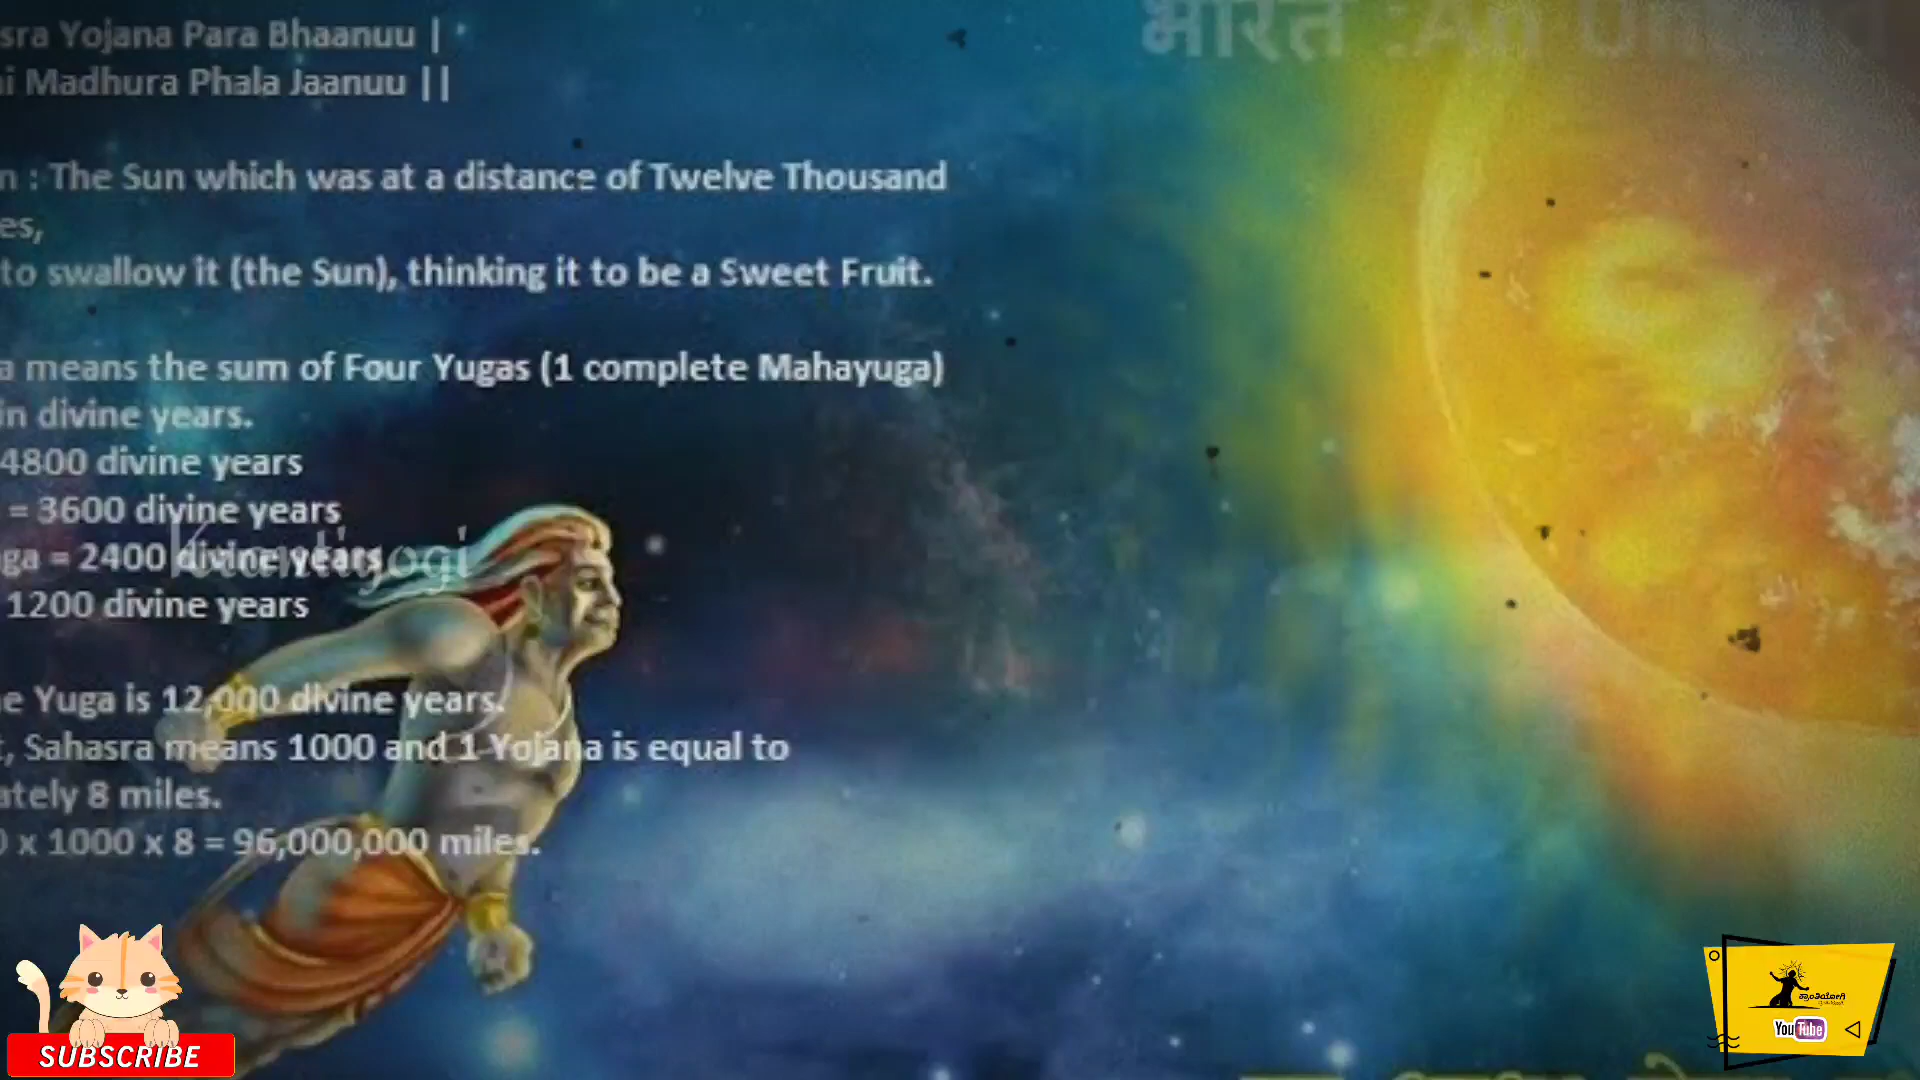 sra Yojana Para Bhaanuu |
i Madhura Phala Jaanuu ||
भारत :An
n : The Sun which was at a distance of Twelve Thousand
es,
to swallow it (the Sun), thinking it to be a Sweet Fruit.
a means the sum of Four Yugas (1 complete Mahayuga)
in divine years.
4800 divine years
= 3600 divine years
ga = 2400 divine years
Krantiyogi
1200 divine years
e Yuga is 12,000 divine years.
, Sahasra means 1000 and 1 Yojana is equal to
ately 8 miles.
0 x 1000 x 8 = 96,000,000 miles.
SUBSCRIBE
ಕ್ರಾಂತಿಯೋಗಿ
YouTube